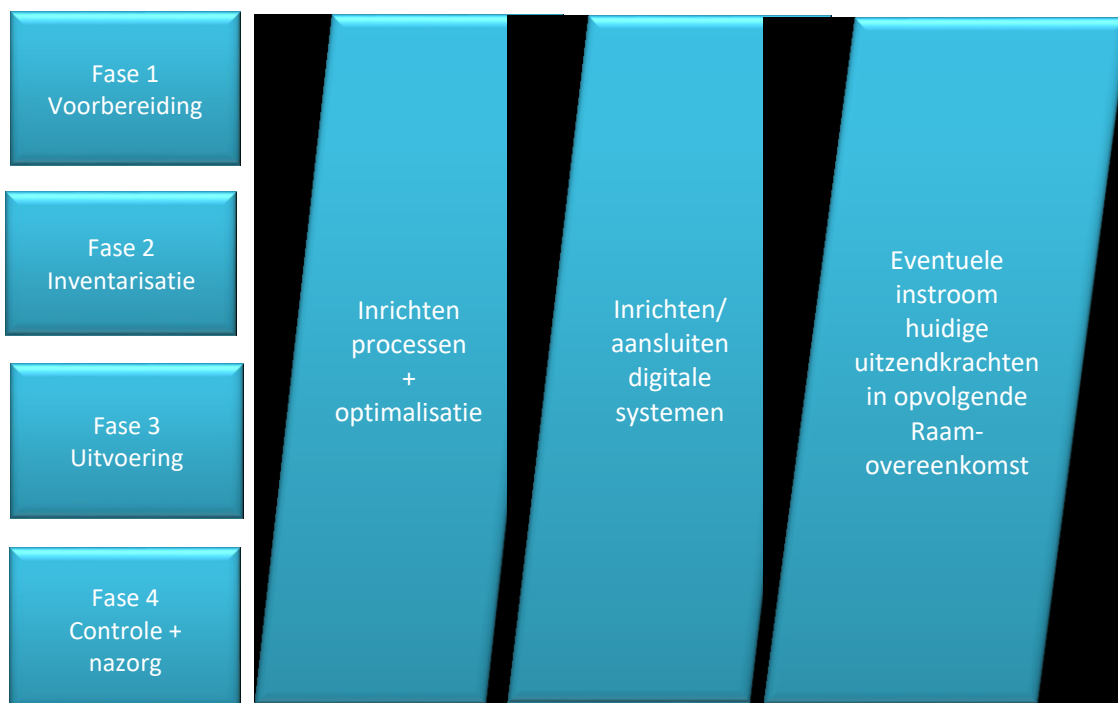 Fase 1
Voorbereiding
Fase 2
Inventarisatie
Fase 3
Uitvoering
Fase 4
Controle +
nazorg
Inrichten
processen
+
optimalisatie
Inrichten/
aansluiten
digitale
systemen
Eventuele
instroom
huidige
uitzendkrachten
in opvolgende
Raam-
overeenkomst